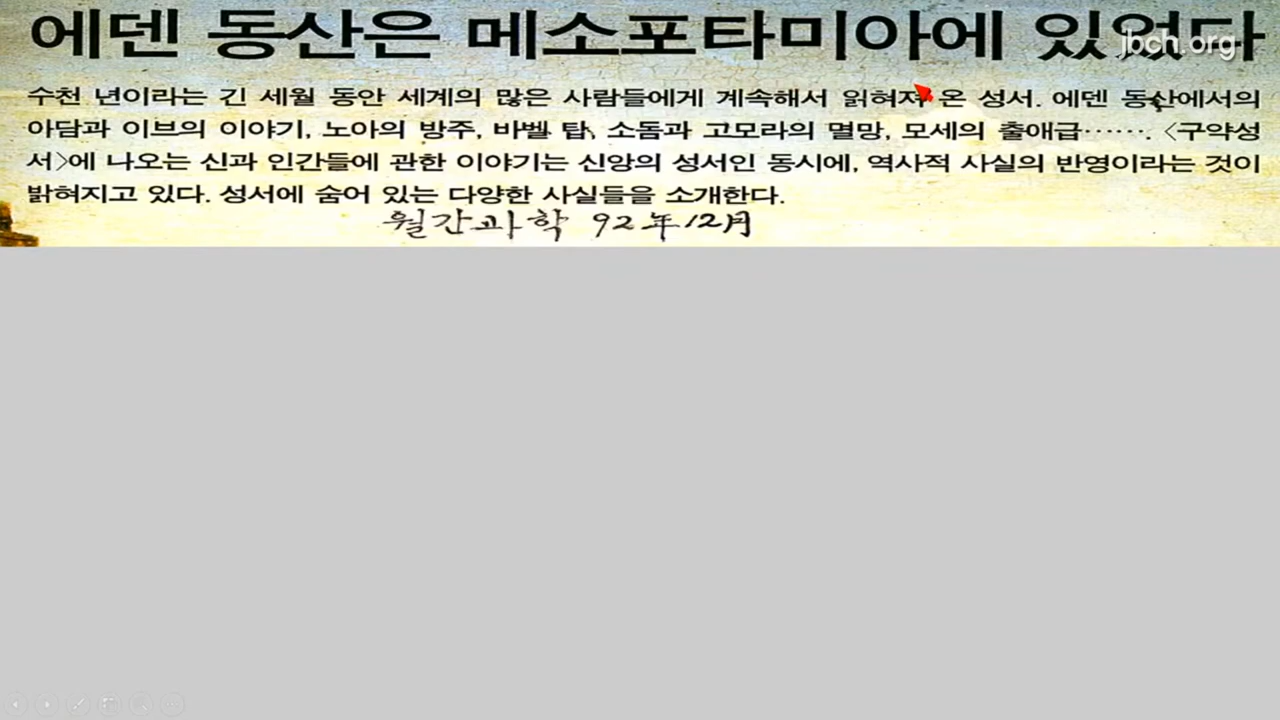 에덴 동산은 메소포타미아에 있었다
jbch.org
수천 년이라는 긴 세월 동안 세계의 많은 사람들에게 계속해서 읽혀져 온 성서. 에덴 동산에서의
아담과 이브의 이야기, 노아의 방주, 바벨 탑, 소돔과 고모라의 멸망, 모세의 출애급……. 〈구약성
서〉에 나오는 신과 인간들에 관한 이야기는 신앙의 성서인 동시에, 역사적 사실의 반영이라는 것이
밝혀지고 있다. 성서에 숨어 있는 다양한 사실들을 소개한다.
월간과학 92年12月